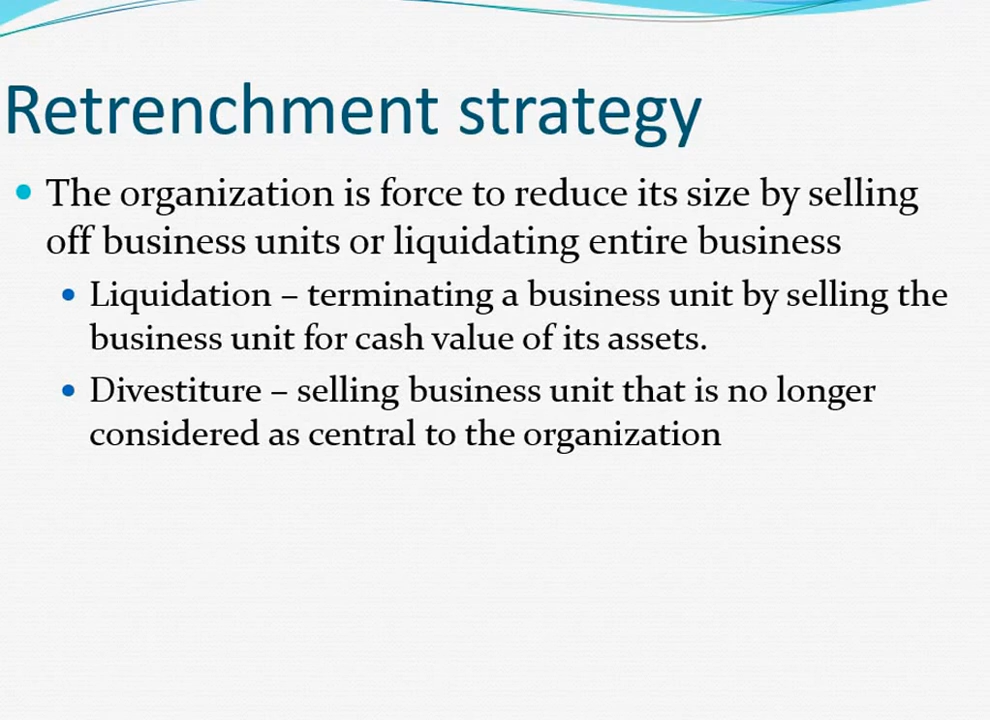 Retrenchment strategy
The organization is force to reduce its size by selling
off business units or liquidating entire business
Liquidation – terminating a business unit by selling the
business unit for cash value of its assets.
Divestiture – selling business unit that is no longer
considered as central to the organization